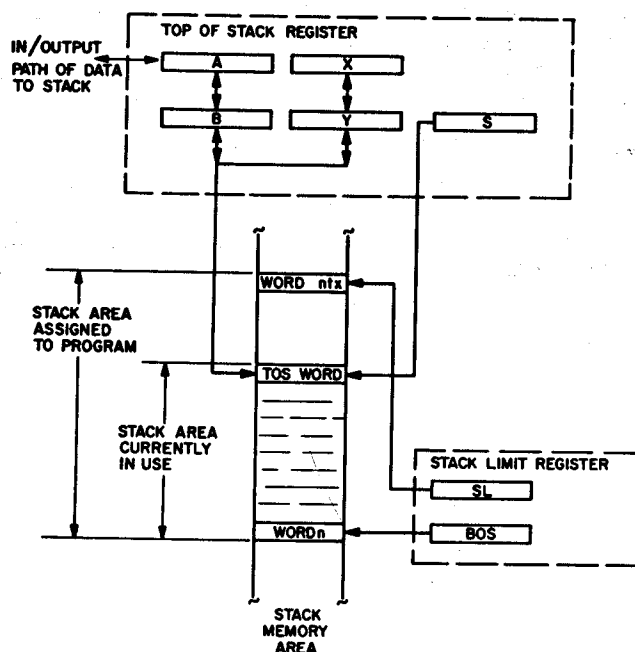 TOP OF STACK REGISTER
IN/OUTPUT
PATH OF DATA
TO STACK
A
X
B
Y
S
WORD ntx
STACK AREA
ASSIGNED
TO PROGRAM
TOS WORD
STACK AREA
CURRENTLY
IN USE
STACK LIMIT REGISTER
SL
WORDn
BOS
STACK
MEMORY
AREA